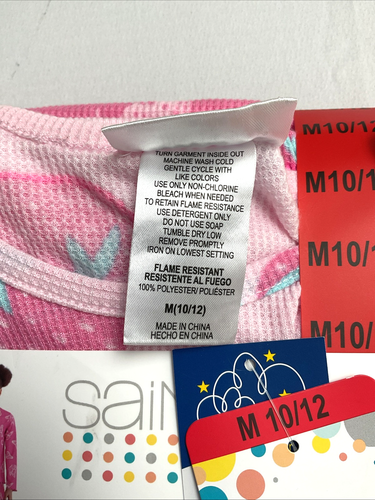 TURN GARMENT INSIDE OUT
MACHINE WASH COLD
GENTLE CYCLE WITH
LIKE COLORS
USE ONLY NON-CHLORINE
BLEACH WHEN NEEDED
TO RETAIN FLAME RESISTANCE
USE DETERGENT ONLY
DO NOT USE SOAP
TUMBLE DRY LOW
REMOVE PROMPTLY
IRON ON LOWEST SETTING
FLAME RESISTANT
RESISTENTE AL FUEGO
100% POLYESTER/ POLIÉSTER
M(10/12)
MADE IN CHINA
HECHO EN CHINA
M10/12
M10/1
M10/1
M10/1
sain
M 10/12